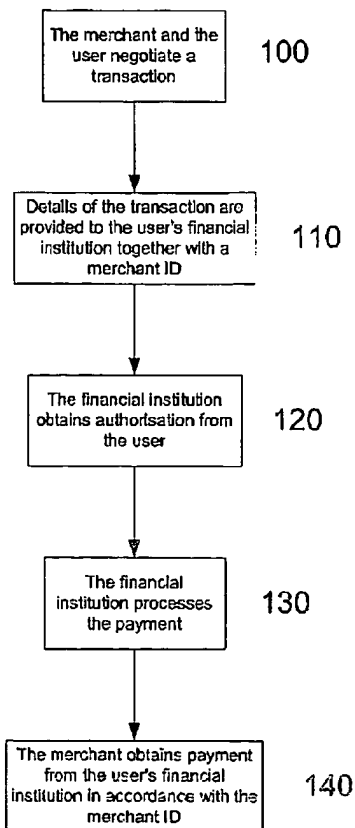 The merchant and the
user negotiate a
transaction
100
Details of the transaction are
provided to the user's financial
institution together with a
merchant ID
110
The financial institution
obtains authorisation from
the user
120
The financial
institution processes
the payment
130
The merchant obtains payment
from the user's financial
institution in accordance with the
merchant ID
140